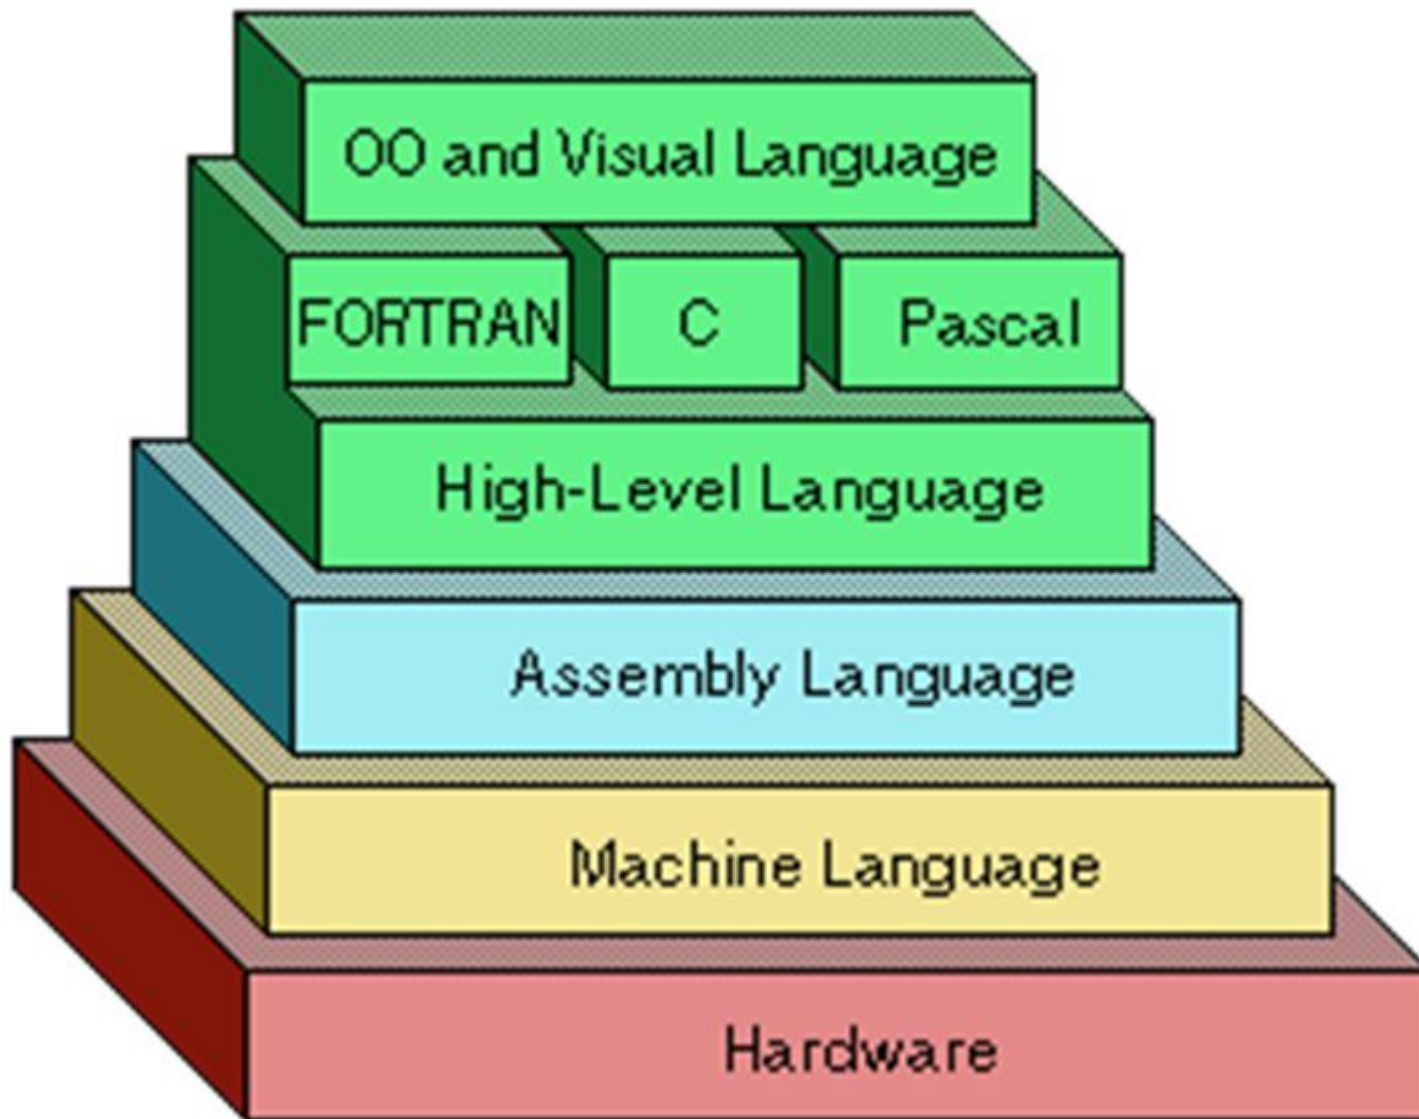 OO and Visual Language
FORTRAN C Pascal
High-Level Language
Assembly Language
Machine Language
Hardware